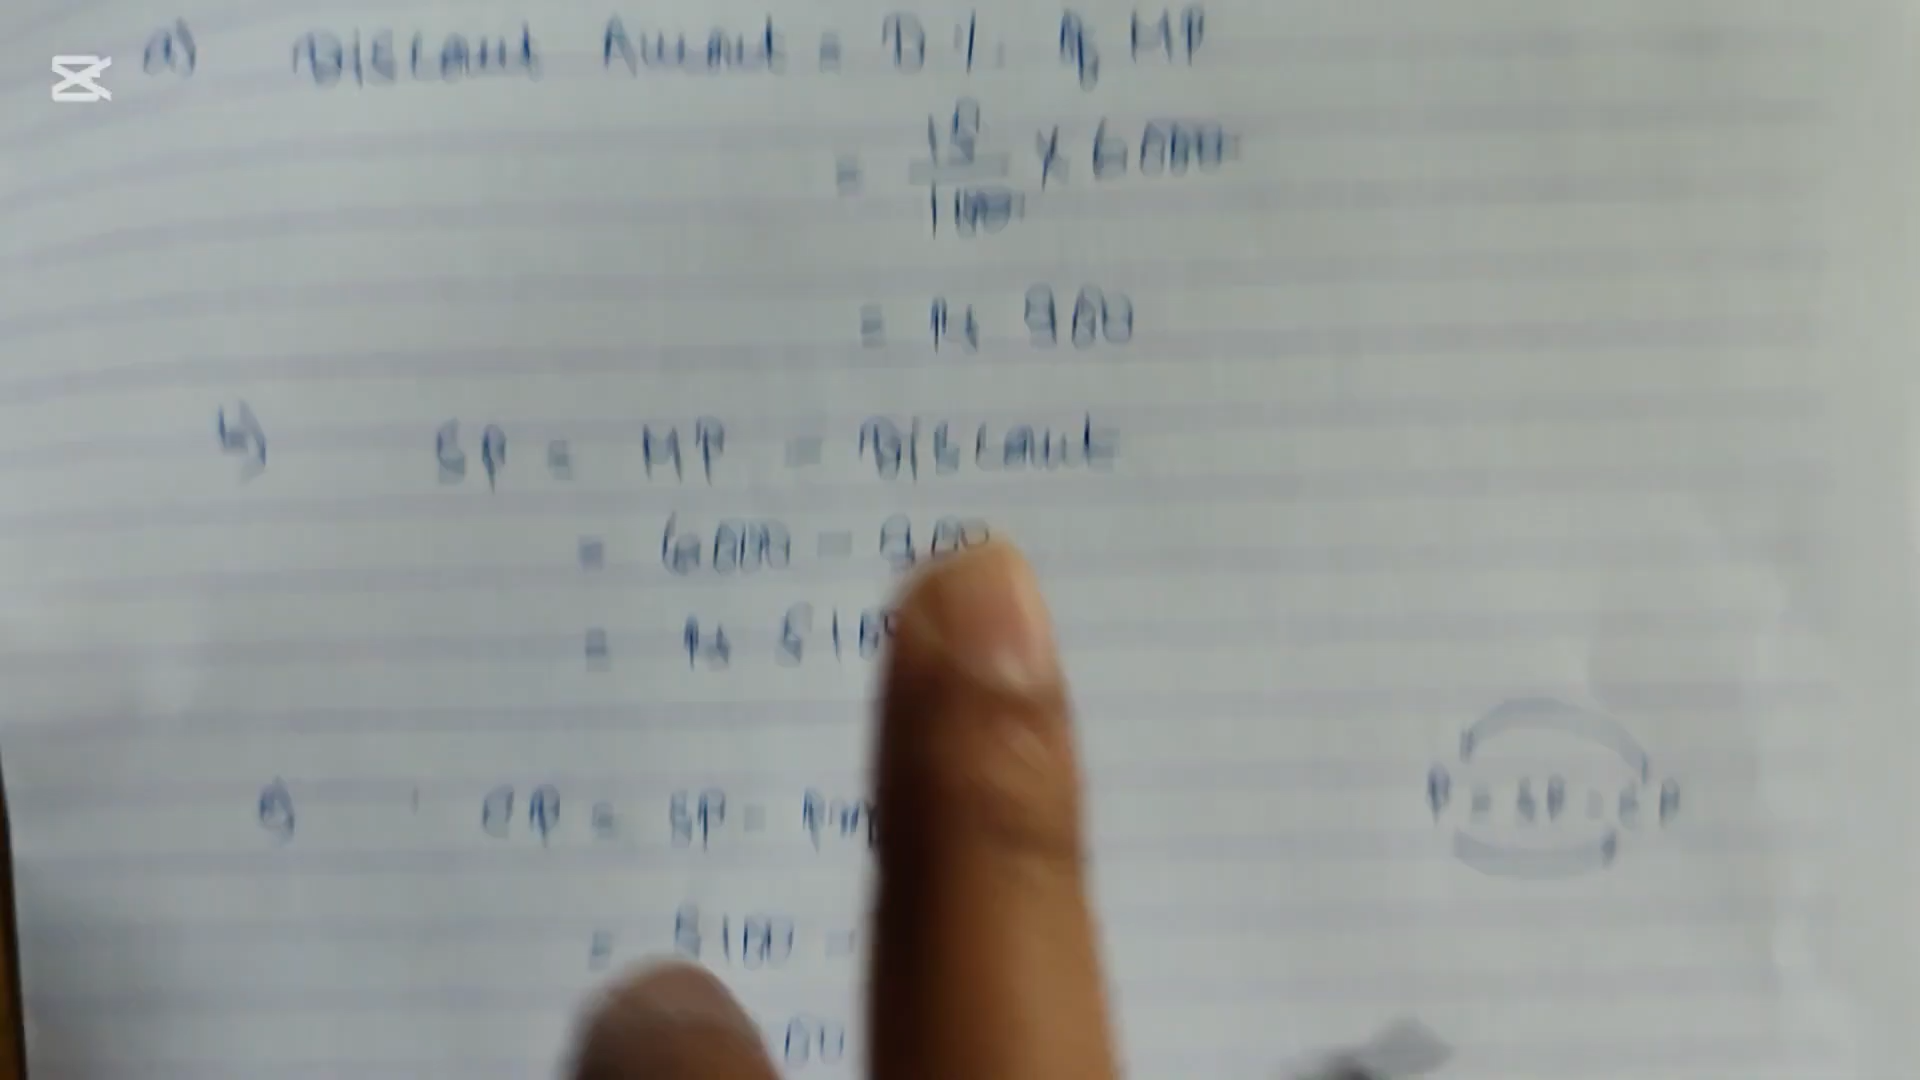 a) Discount Amount = D% of MP
= 15/100 × 6000
= Rs 900
b) SP = MP - Discount
= 6000 - 900
= Rs 5100
c) CP = SP -
= 5100 -
P = SP - CP